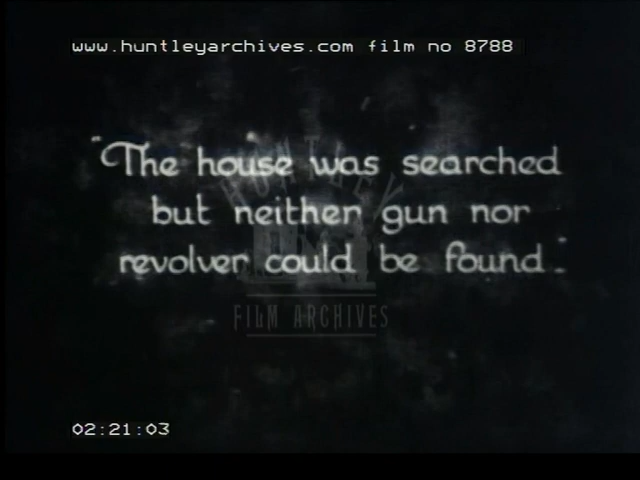 www.huntleyarchives.com film no 8788
"The house was searched
but neither gun nor
revolver could be found."
HUNTLEY
FILM ARCHIVES
02:21:03